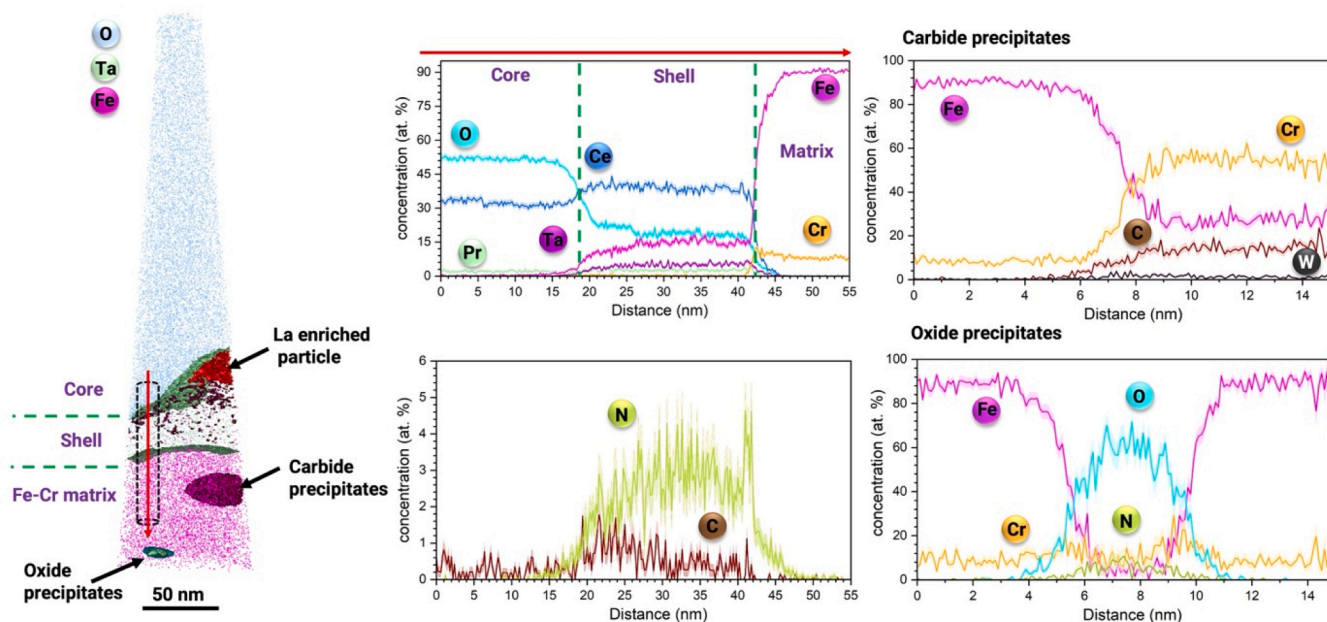 O
Ta
Fe
La enriched
particle
Core
Shell
Fe-Cr matrix
Carbide
precipitates
Oxide
precipitates
50 nm
Core
Shell
Matrix
O
Ce
Fe
Pr
Ta
Cr
concentration (at. %)
90
75
60
45
30
15
0
0 5 10 15 20 25 30 35 40 45 50 55
Distance (nm)
Carbide precipitates
Fe
Cr
C
W
concentration (at. %)
100
80
60
40
20
0
0 2 4 6 8 10 12 14
Distance (nm)
N
C
concentration (at. %)
6
5
4
3
2
1
0
0 5 10 15 20 25 30 35 40 45 50 55
Distance (nm)
Oxide precipitates
Fe
O
Cr
N
concentration (at. %)
100
80
60
40
20
0
0 2 4 6 8 10 12 14
Distance (nm)